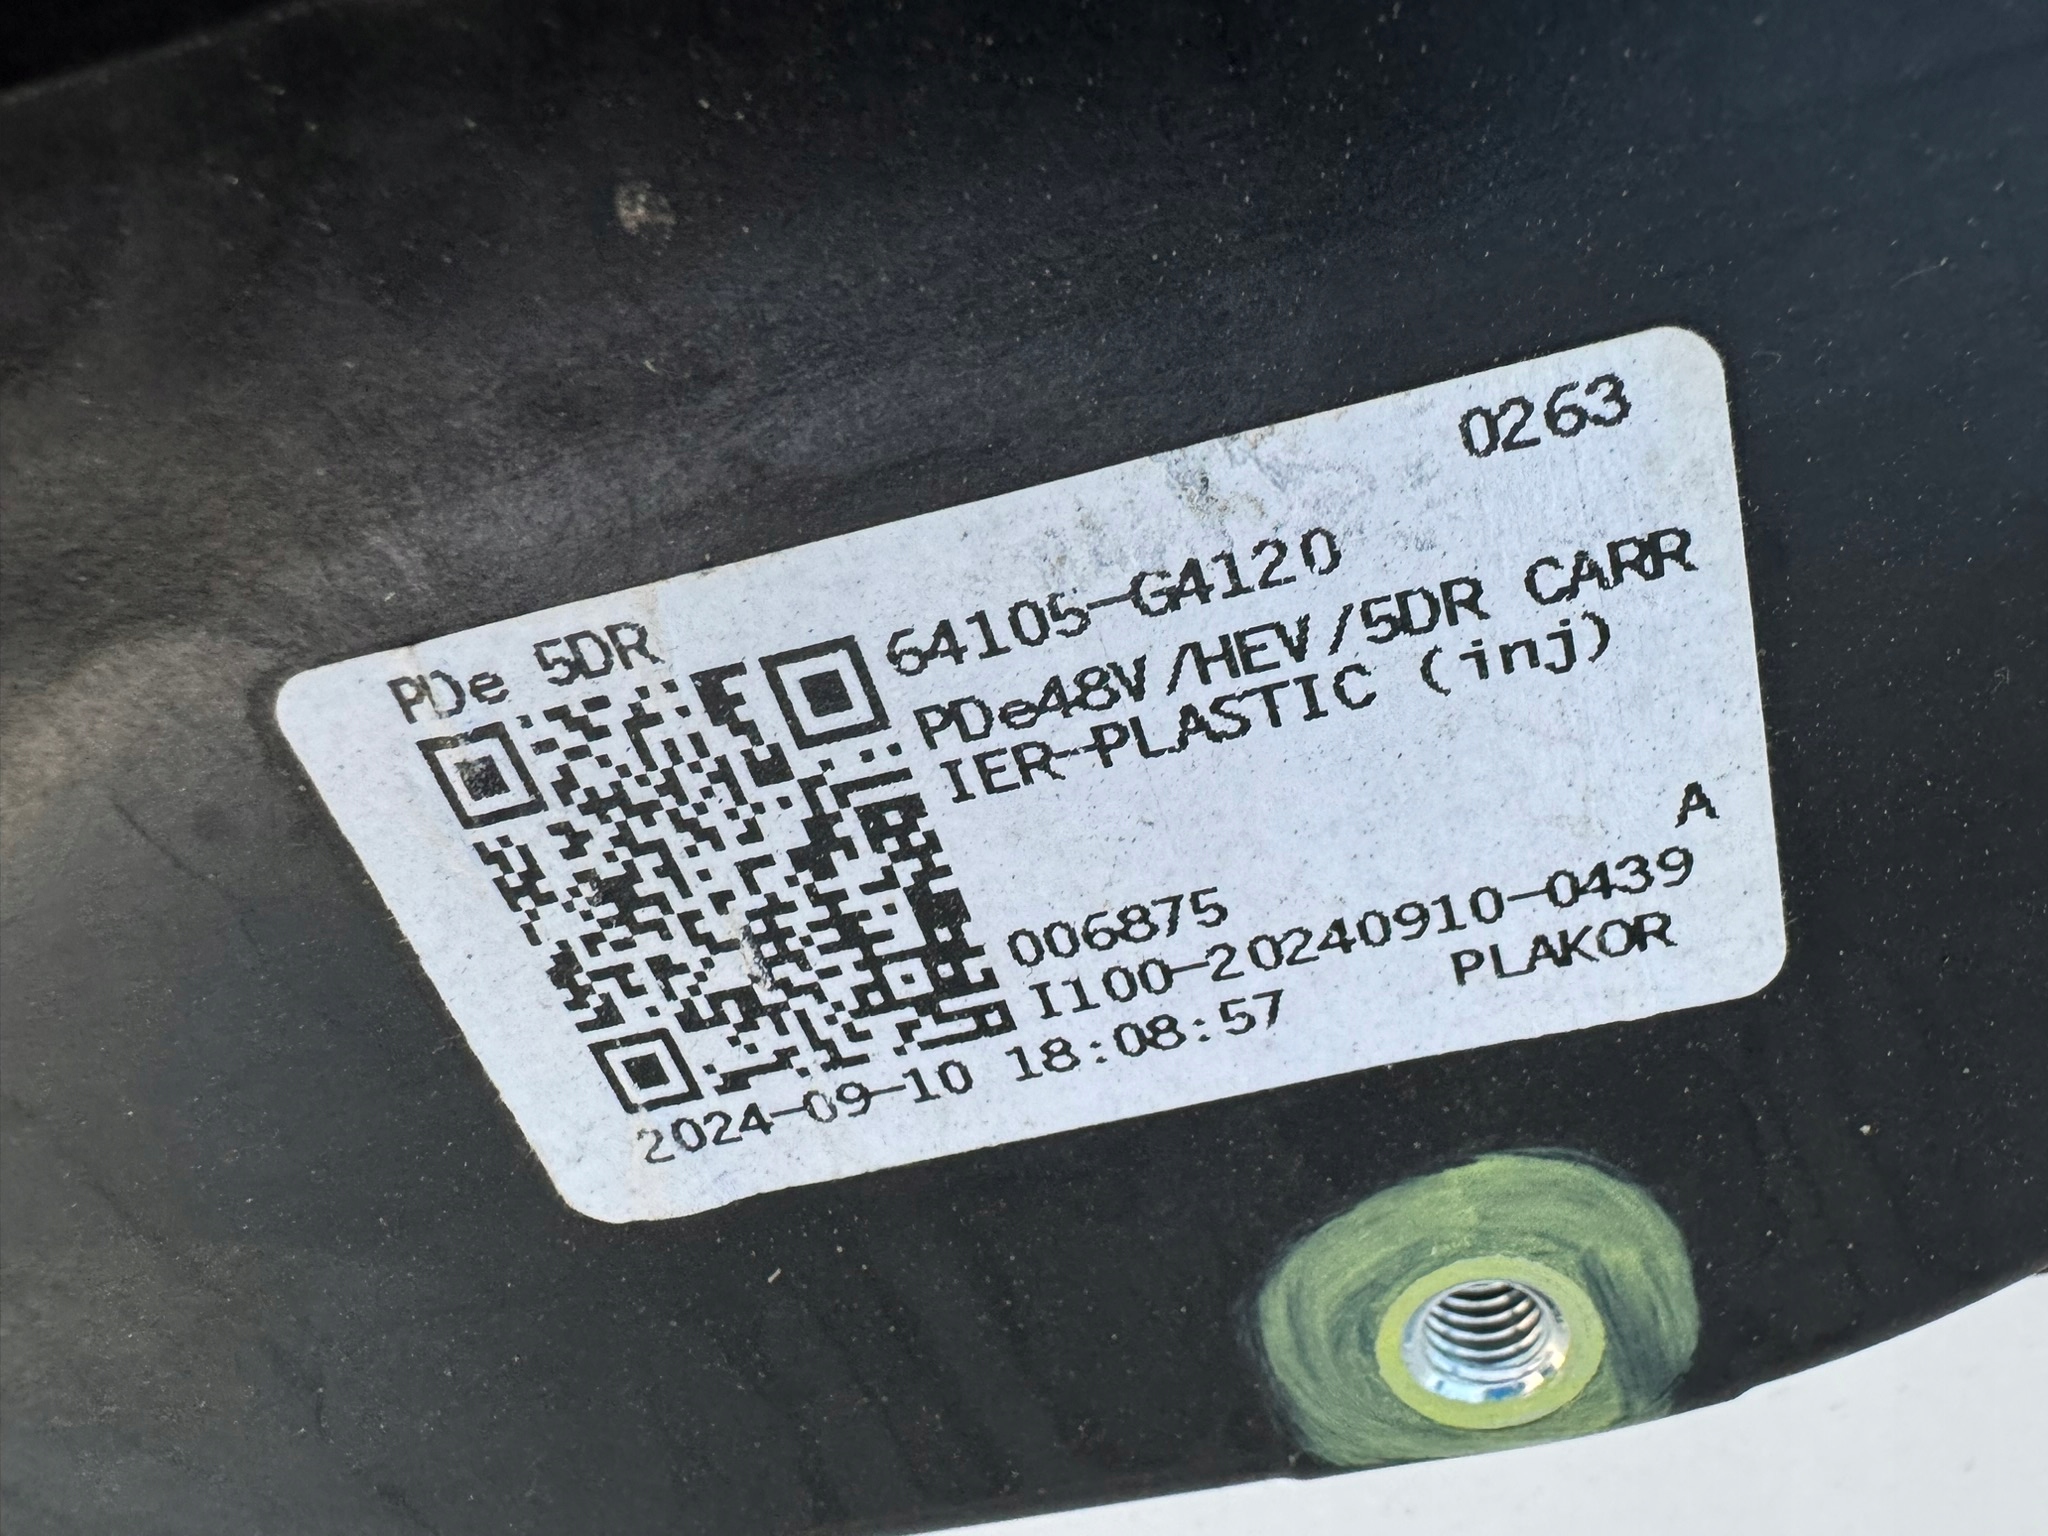 0263
PDe 5DR
64105-G4120
PDe48V/HEV/5DR CARR
IER-PLASTIC (inj)
A
006875
I100-20240910-0439
2024-09-10 18:08:57
PLAKOR